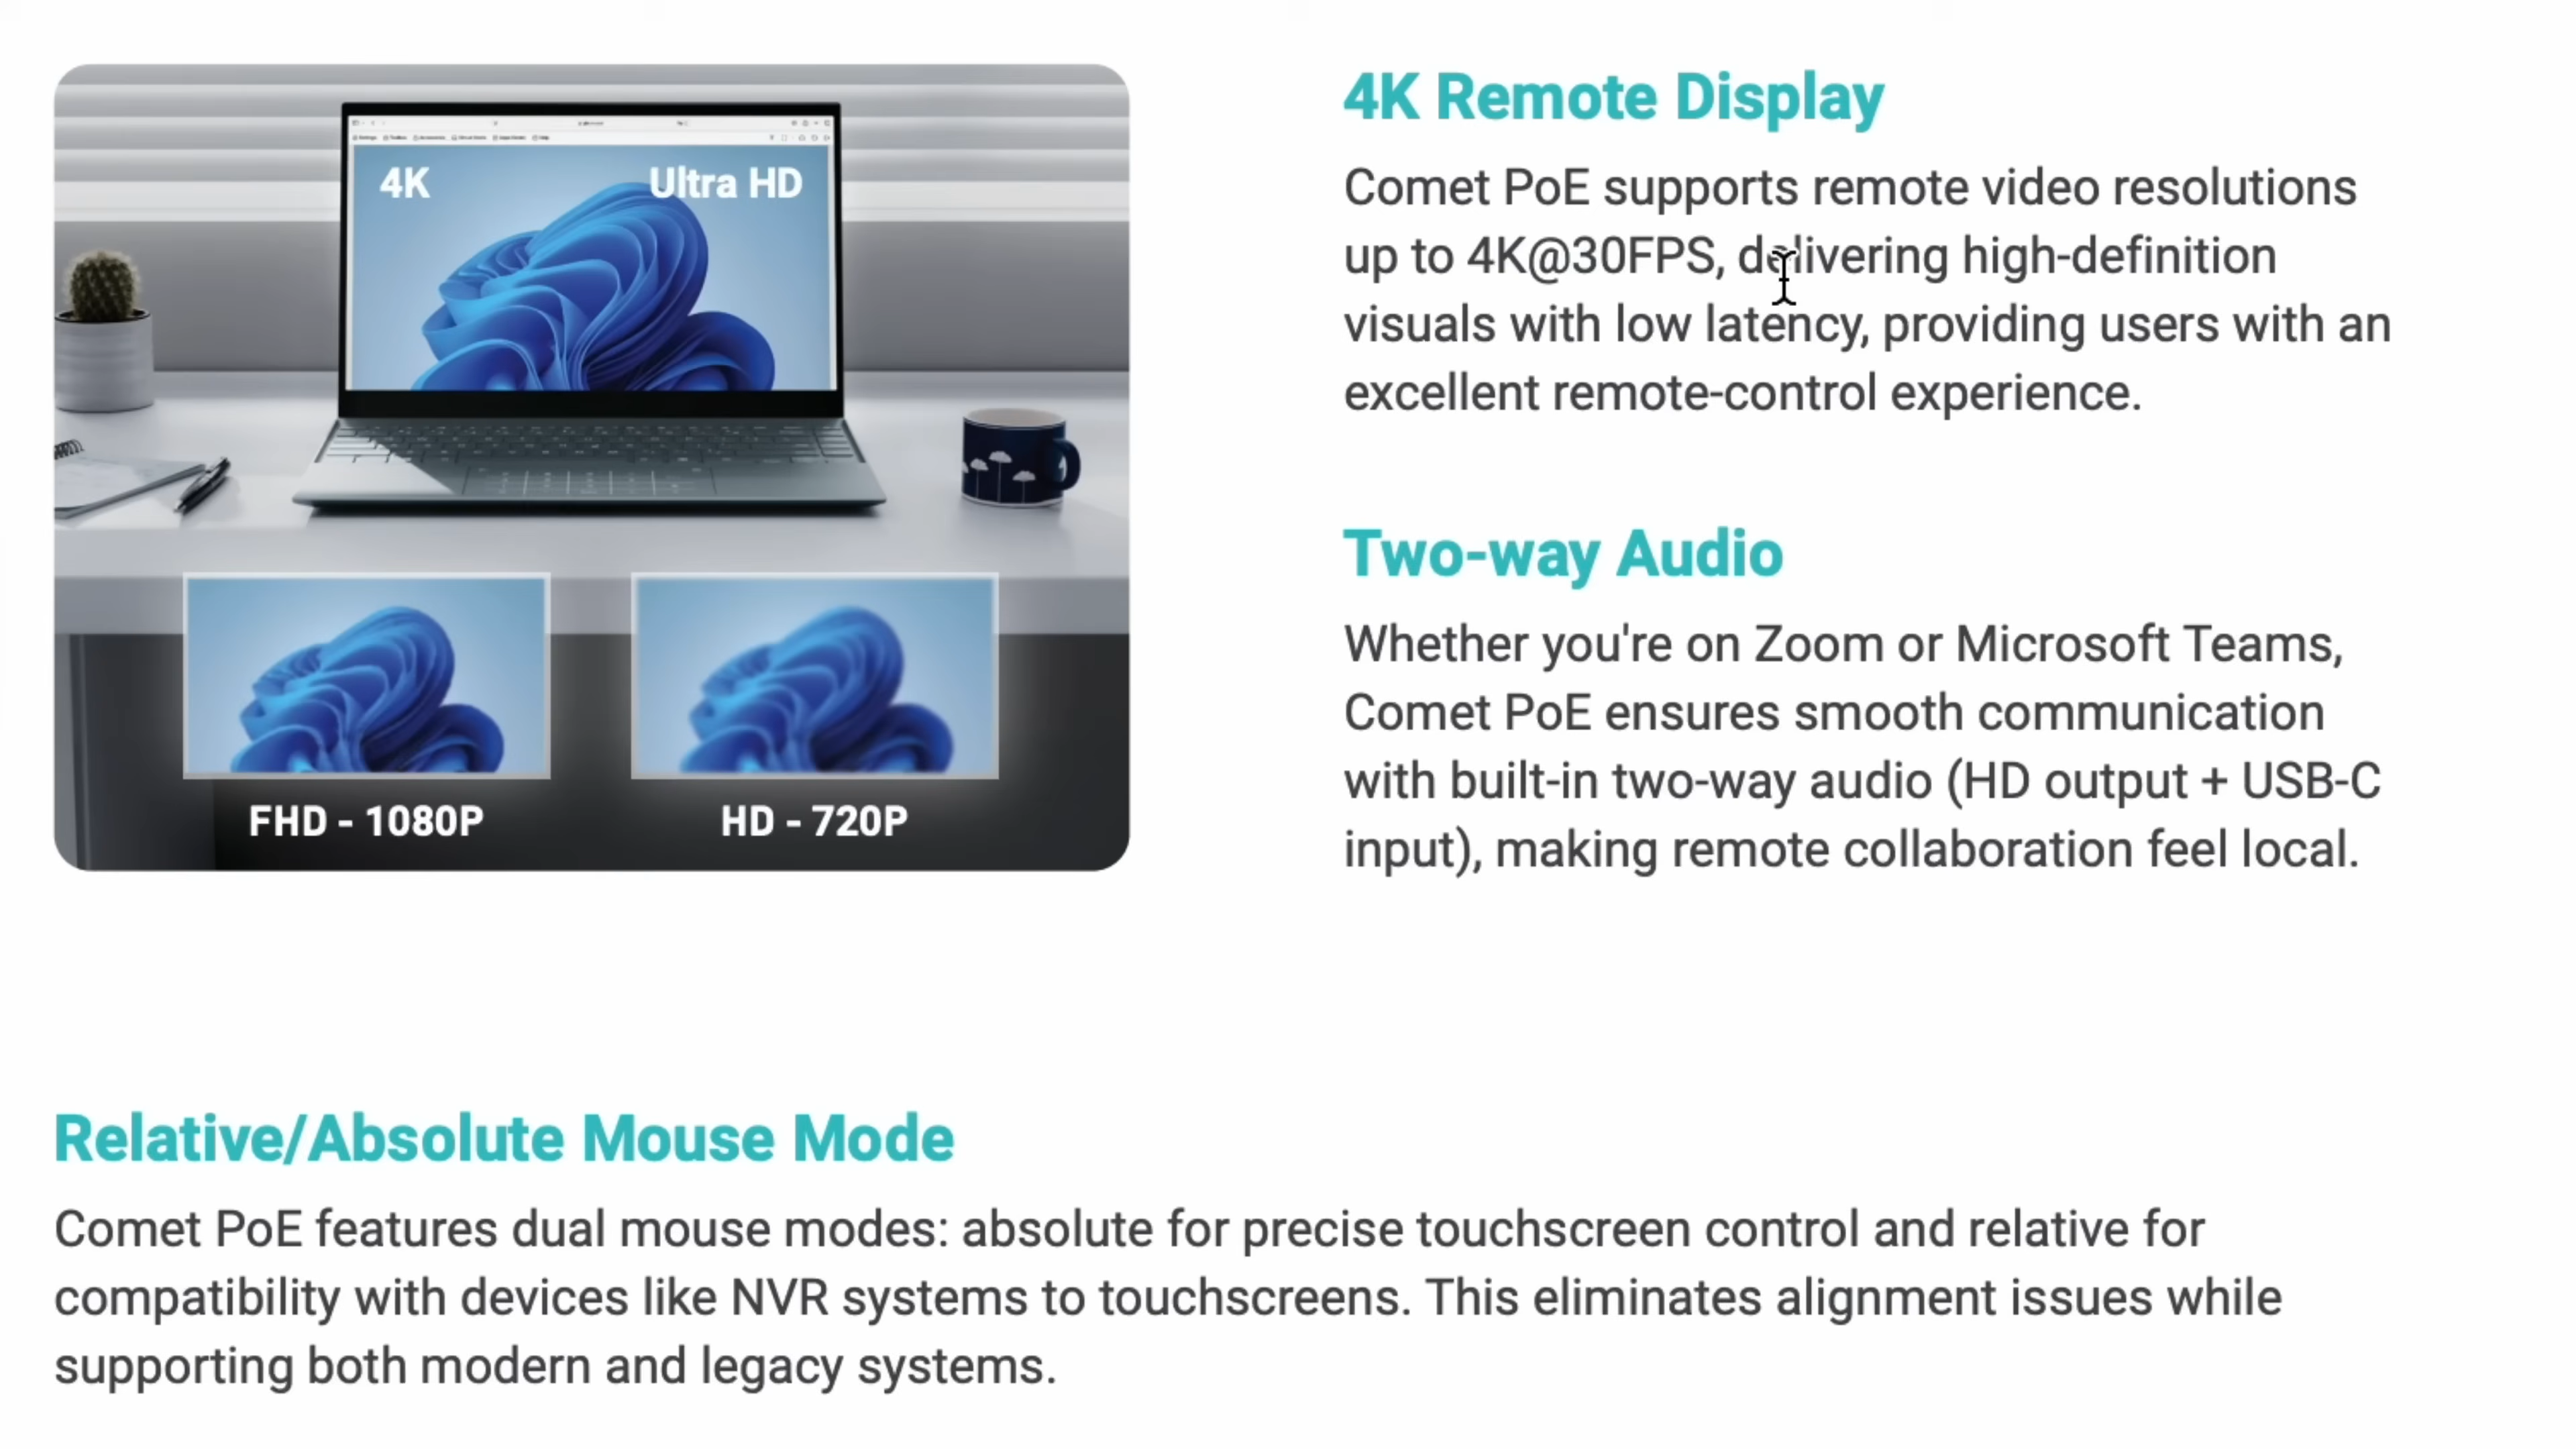 4K
Ultra HD
FHD - 1080P
HD - 720P
4K Remote Display
Comet PoE supports remote video resolutions
up to 4K@30FPS, delivering high-definition
visuals with low latency, providing users with an
excellent remote-control experience.
Two-way Audio
Whether you're on Zoom or Microsoft Teams,
Comet PoE ensures smooth communication
with built-in two-way audio (HD output + USB-C
input), making remote collaboration feel local.
Relative/Absolute Mouse Mode
Comet PoE features dual mouse modes: absolute for precise touchscreen control and relative for
compatibility with devices like NVR systems to touchscreens. This eliminates alignment issues while
supporting both modern and legacy systems.